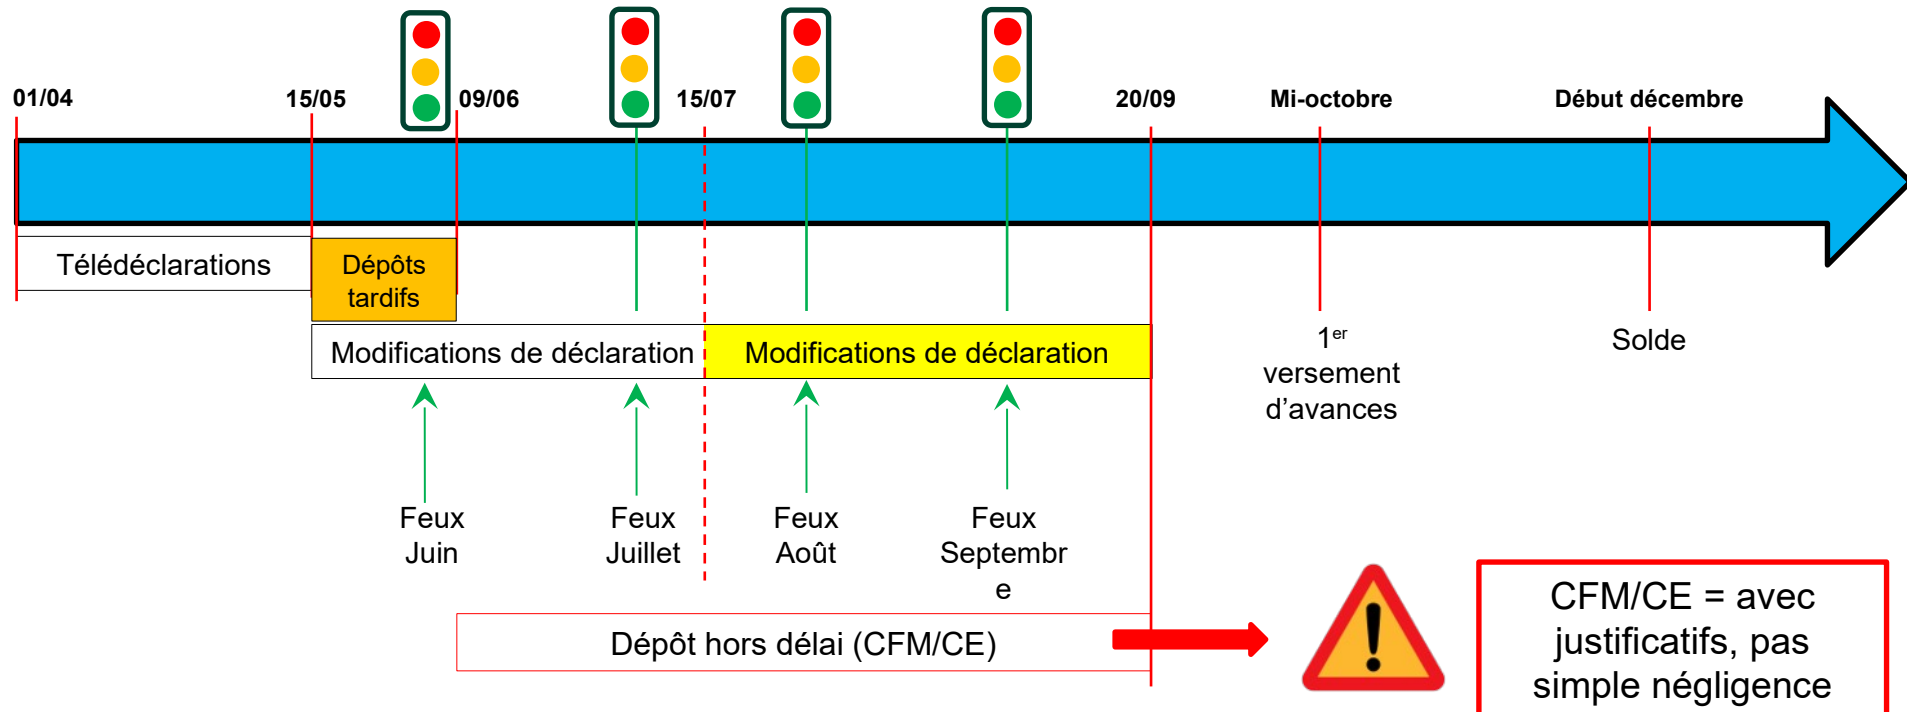 01/04
15/05
09/06
15/07
20/09
Mi-octobre
Début décembre
Télédéclarations
Dépôts
tardifs
Modifications de déclaration
Modifications de déclaration
1er
versement
d’avances
Solde
Feux
Juin
Feux
Juillet
Feux
Août
Feux
Septembr
e
Dépôt hors délai (CFM/CE)
CFM/CE = avec
justificatifs, pas
simple négligence